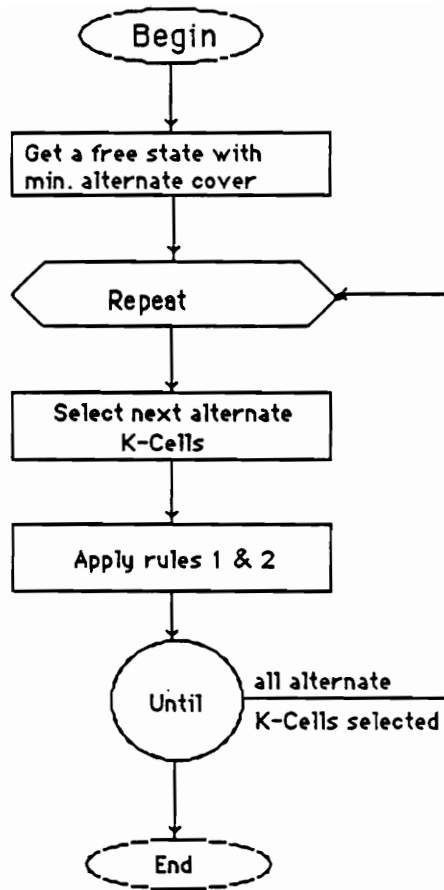 Begin
Get a free state with
min. alternate cover
Repeat
Select next alternate
K-Cells
Apply rules 1 & 2
Until
all alternate
K-Cells selected
End